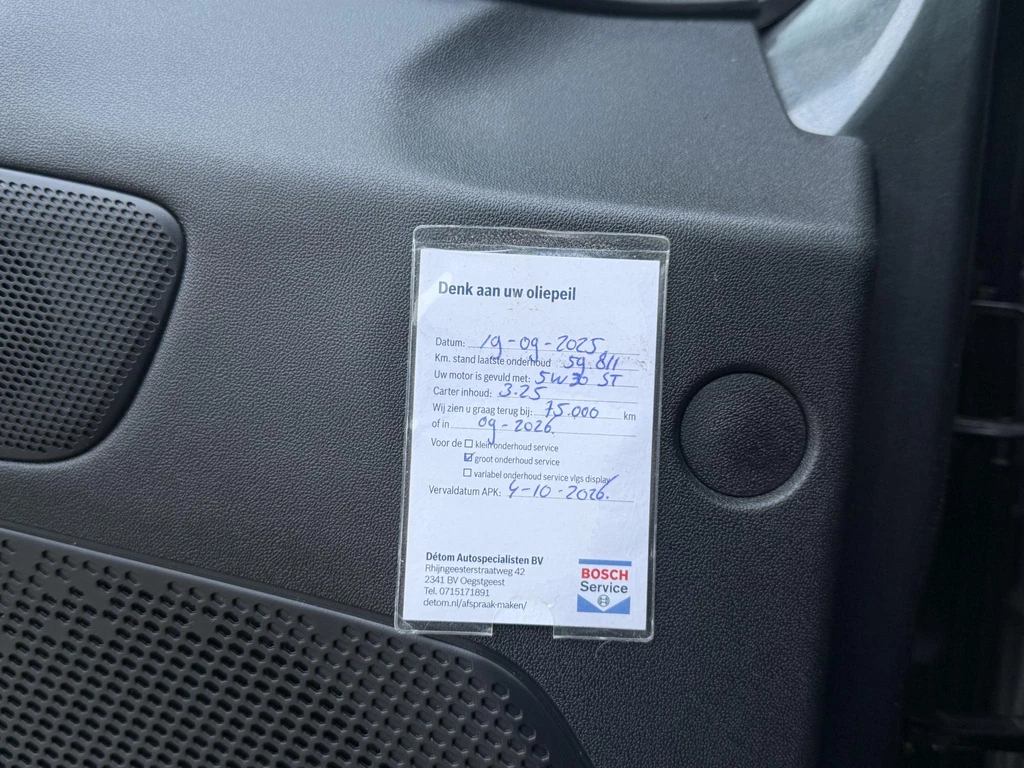 Denk aan uw oliepeil
Datum: 19-09-2025
Km. stand laatste onderhoud 59.811
Uw motor is gevuld met: 5W30 ST
Carter inhoud: 3.25
Wij zien u graag terug bij: 75.000 km
of in 09-2026.
Voor de ☐ klein onderhoud service
☑ groot onderhoud service
☐ variabel onderhoud service vlgs display
Vervaldatum APK: 4-10-2026.
Détom Autospecialisten BV
Rhijngeesterstraatweg 42
2341 BV Oegstgeest
Tel. 0715171891
detom.nl/afspraak-maken/
BOSCH
Service